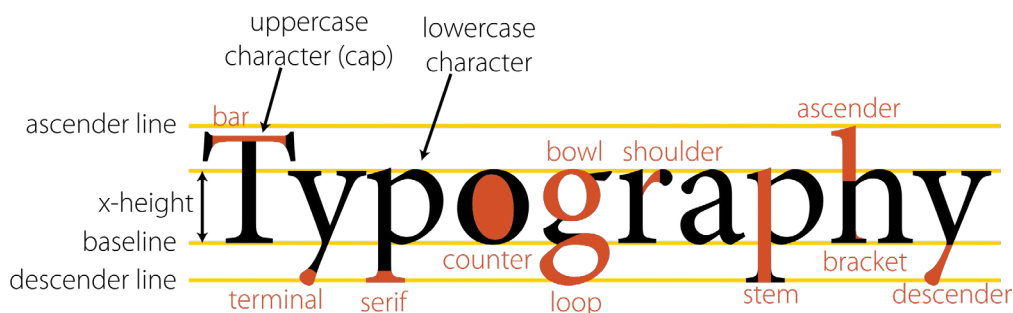 uppercase
character (cap)
lowercase
character
ascender line
bar
ascender
bowl
shoulder
Typography
x-height
baseline
counter
bracket
descender line
terminal
serif
loop
stem
descender